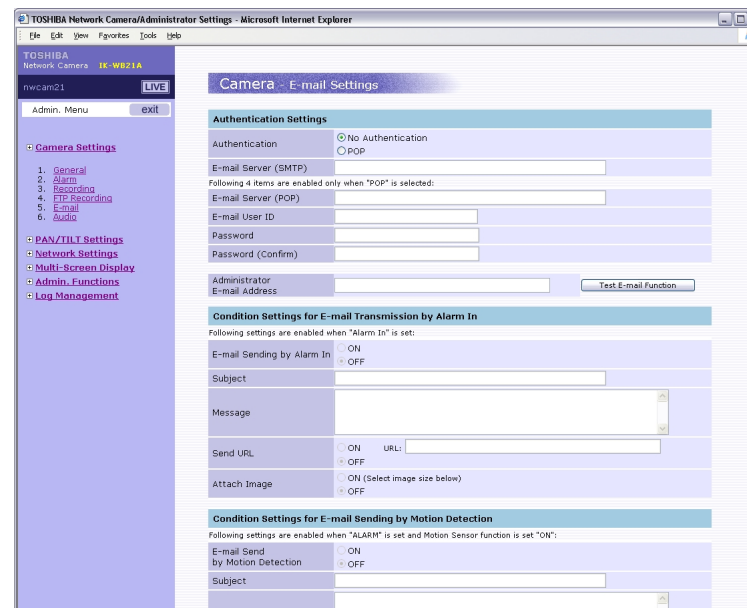 TOSHIBA Network Camera/Administrator Settings - Microsoft Internet Explorer
File Edit View Favorites Tools Help
TOSHIBA
Network Camera IK-WB21A
nwcam21 LIVE
Admin. Menu exit
Camera Settings
1. General
2. Alarm
3. Recording
4. FTP Recording
5. E-mail
6. Audio
PAN/TILT Settings
Network Settings
Multi-Screen Display
Admin. Functions
Log Management
Camera - E-mail Settings
Authentication Settings
Authentication
No Authentication
POP
E-mail Server (SMTP)
Following 4 items are enabled only when "POP" is selected:
E-mail Server (POP)
E-mail User ID
Password
Password (Confirm)
Administrator
E-mail Address
Test E-mail Function
Condition Settings for E-mail Transmission by Alarm In
Following settings are enabled when "Alarm In" is set:
E-mail Sending by Alarm In
ON
OFF
Subject
Message
Send URL
ON URL:
OFF
Attach Image
ON (Select image size below)
OFF
Condition Settings for E-mail Sending by Motion Detection
Following settings are enabled when "ALARM" is set and Motion Sensor function is set "ON":
E-mail Send
by Motion Detection
ON
OFF
Subject